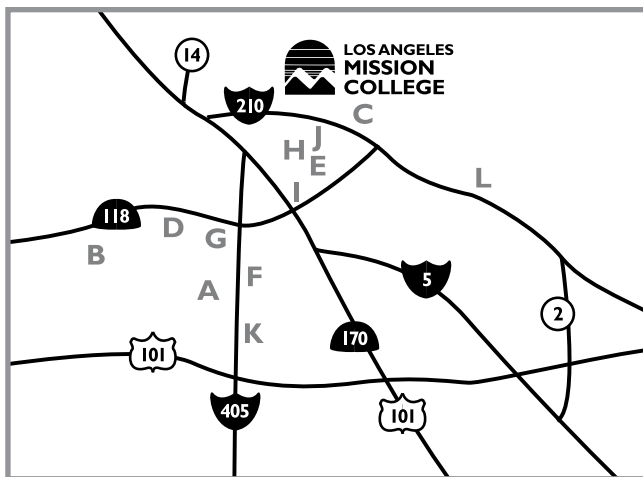 14
LOS ANGELES
MISSION
COLLEGE
210
C
J
H
E
L
I
118
D
G
B
F
5
A
2
K
170
101
405
101